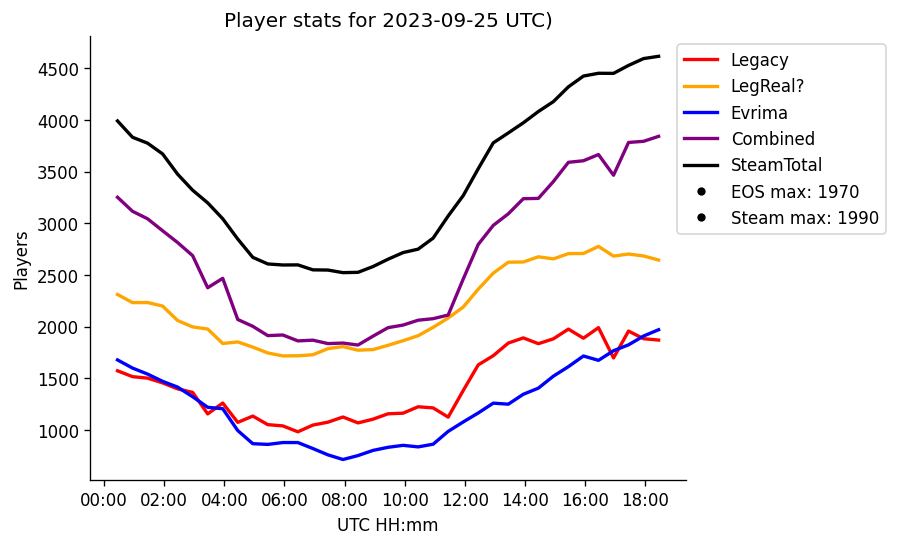 Player stats for 2023-09-25 UTC)
Legacy
LegReal?
Evrima
Combined
SteamTotal
EOS max: 1970
Steam max: 1990
Players
4500
4000
3500
3000
2500
2000
1500
1000
00:00 02:00 04:00 06:00 08:00 10:00 12:00 14:00 16:00 18:00
UTC HH:mm